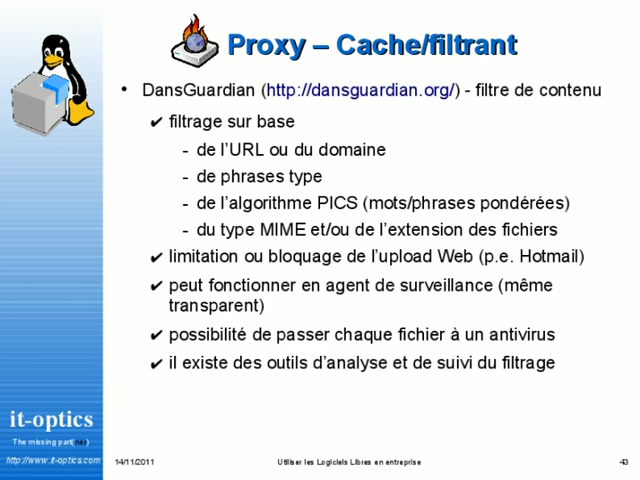 Proxy – Cache/filtrant
• DansGuardian (http://dansguardian.org/) - filtre de contenu
✔ filtrage sur base
- de l’URL ou du domaine
- de phrases type
- de l’algorithme PICS (mots/phrases pondérées)
- du type MIME et/ou de l’extension des fichiers
✔ limitation ou bloquage de l’upload Web (p.e. Hotmail)
✔ peut fonctionner en agent de surveillance (même
transparent)
✔ possibilité de passer chaque fichier à un antivirus
✔ il existe des outils d’analyse et de suivi du filtrage
it-optics
The missing part(ner)
http://www.it-optics.com
14/11/2011
Utiliser les Logiciels Libres en entreprise
43